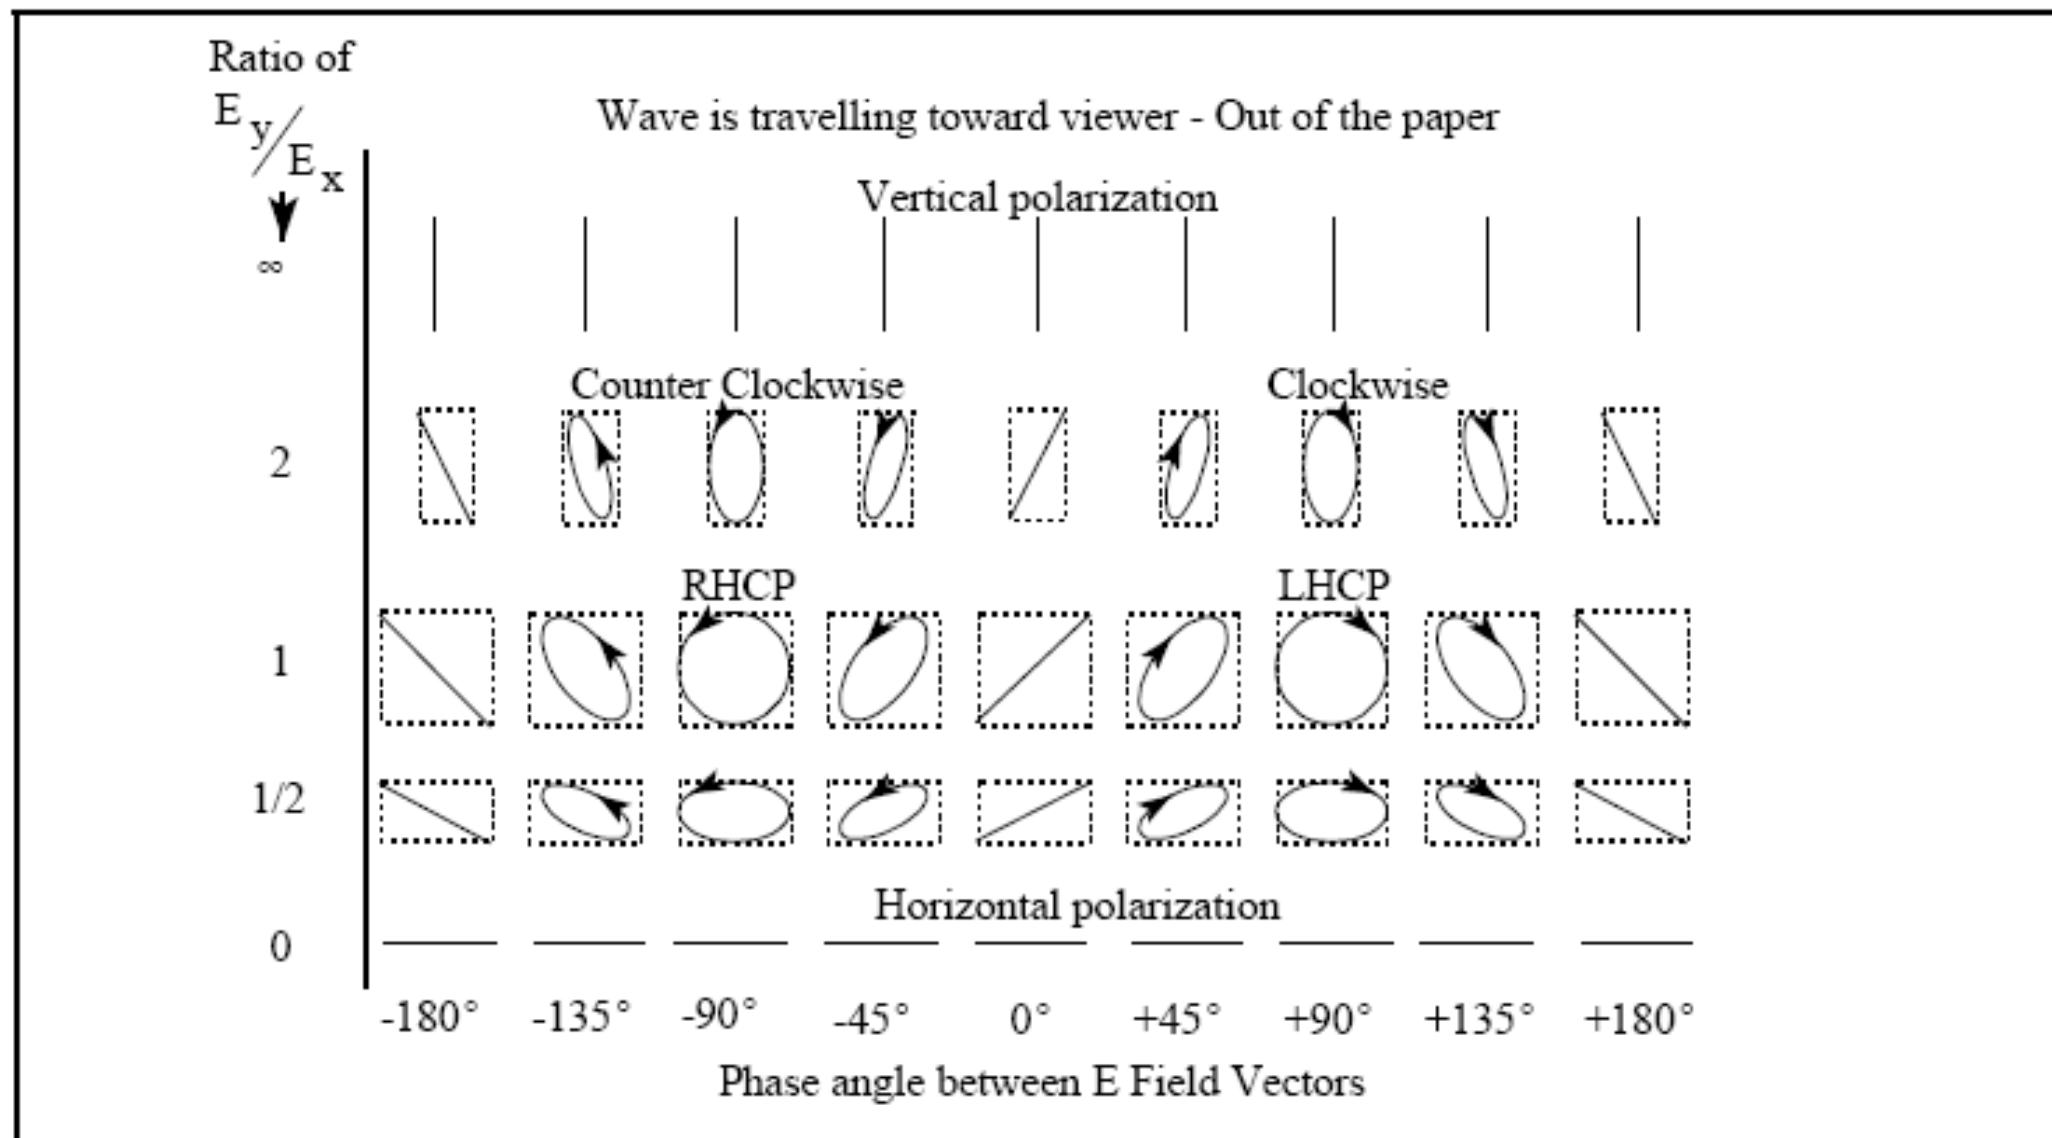 Ratio of
E y/E x
Wave is travelling toward viewer - Out of the paper
Vertical polarization
∞
Counter Clockwise Clockwise
2
RHCP LHCP
1
1/2
Horizontal polarization
0
-180° -135° -90° -45° 0° +45° +90° +135° +180°
Phase angle between E Field Vectors